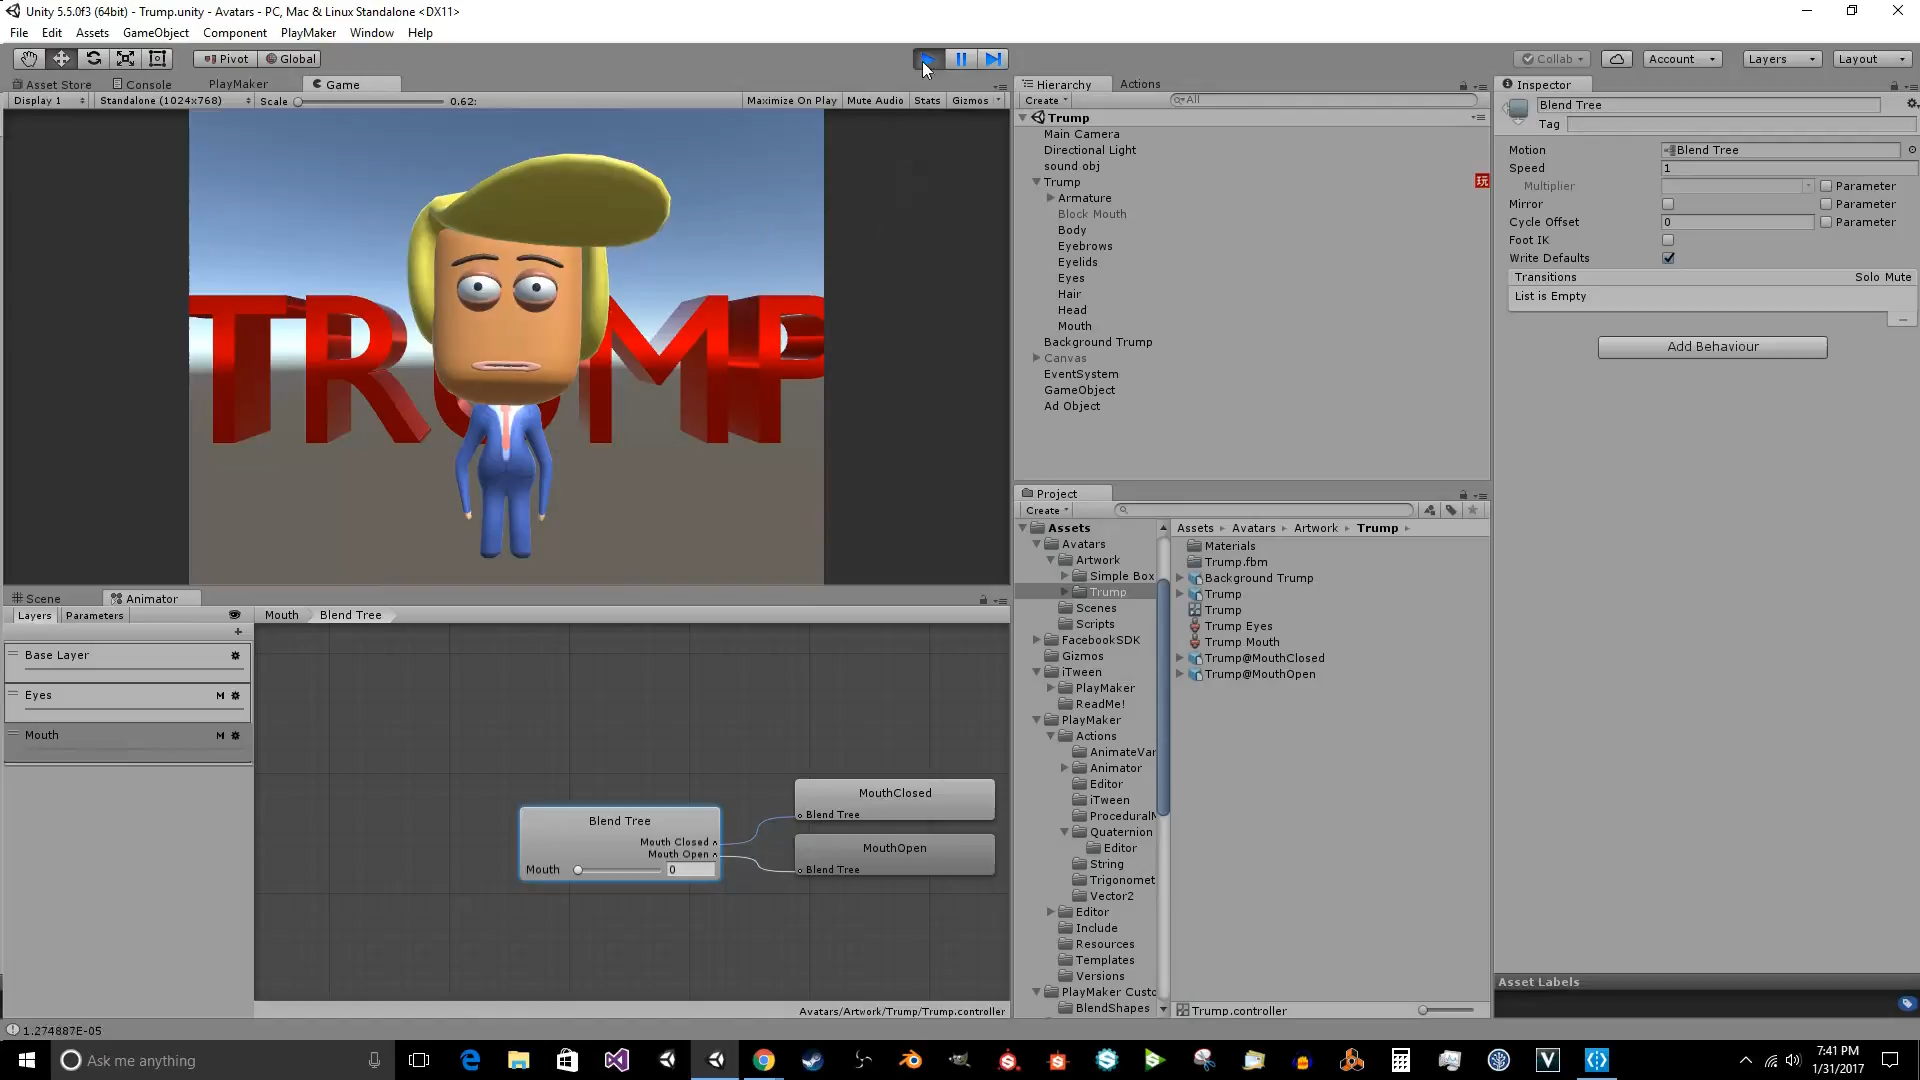 Unity 5.5.0f3 (64bit) - Trump.unity - Avatars - PC, Mac & Linux Standalone <DX11>
File Edit Assets GameObject Component PlayMaker Window Help
Pivot Global
Collab Account Layers Layout
Asset Store Console PlayMaker Game
Display 1 Standalone (1024x768) Scale 0.62: Maximize On Play Mute Audio Stats Gizmos
TRUMP
Scene Animator
Layers Parameters
Mouth Blend Tree
Base Layer
Eyes M
Mouth M
Blend Tree
Mouth Closed
Mouth Open
Mouth 0
MouthClosed
Blend Tree
MouthOpen
Blend Tree
Avatars/Artwork/Trump/Trump.controller
1.274887E-05
Hierarchy Actions
Create All
Trump
Main Camera
Directional Light
sound obj
Trump 玩
Armature
Block Mouth
Body
Eyebrows
Eyelids
Eyes
Hair
Head
Mouth
Background Trump
Canvas
EventSystem
GameObject
Ad Object
Project
Create
Assets
Avatars
Artwork
Simple Box
Trump
Scenes
Scripts
FacebookSDK
Gizmos
iTween
PlayMaker
ReadMe!
PlayMaker
Actions
AnimateVar
Animator
Editor
iTween
ProceduralM
Quaternion
Editor
String
Trigonomet
Vector2
Editor
Include
Resources
Templates
Versions
PlayMaker Custo
BlendShapes
Assets Avatars Artwork Trump
Materials
Trump.fbm
Background Trump
Trump
Trump
Trump Eyes
Trump Mouth
Trump@MouthClosed
Trump@MouthOpen
Trump.controller
Inspector
Blend Tree
Tag
Motion Blend Tree
Speed 1
Multiplier Parameter
Mirror Parameter
Cycle Offset 0 Parameter
Foot IK
Write Defaults
Transitions Solo Mute
List is Empty
Add Behaviour
Asset Labels
Ask me anything
7:41 PM
1/31/2017